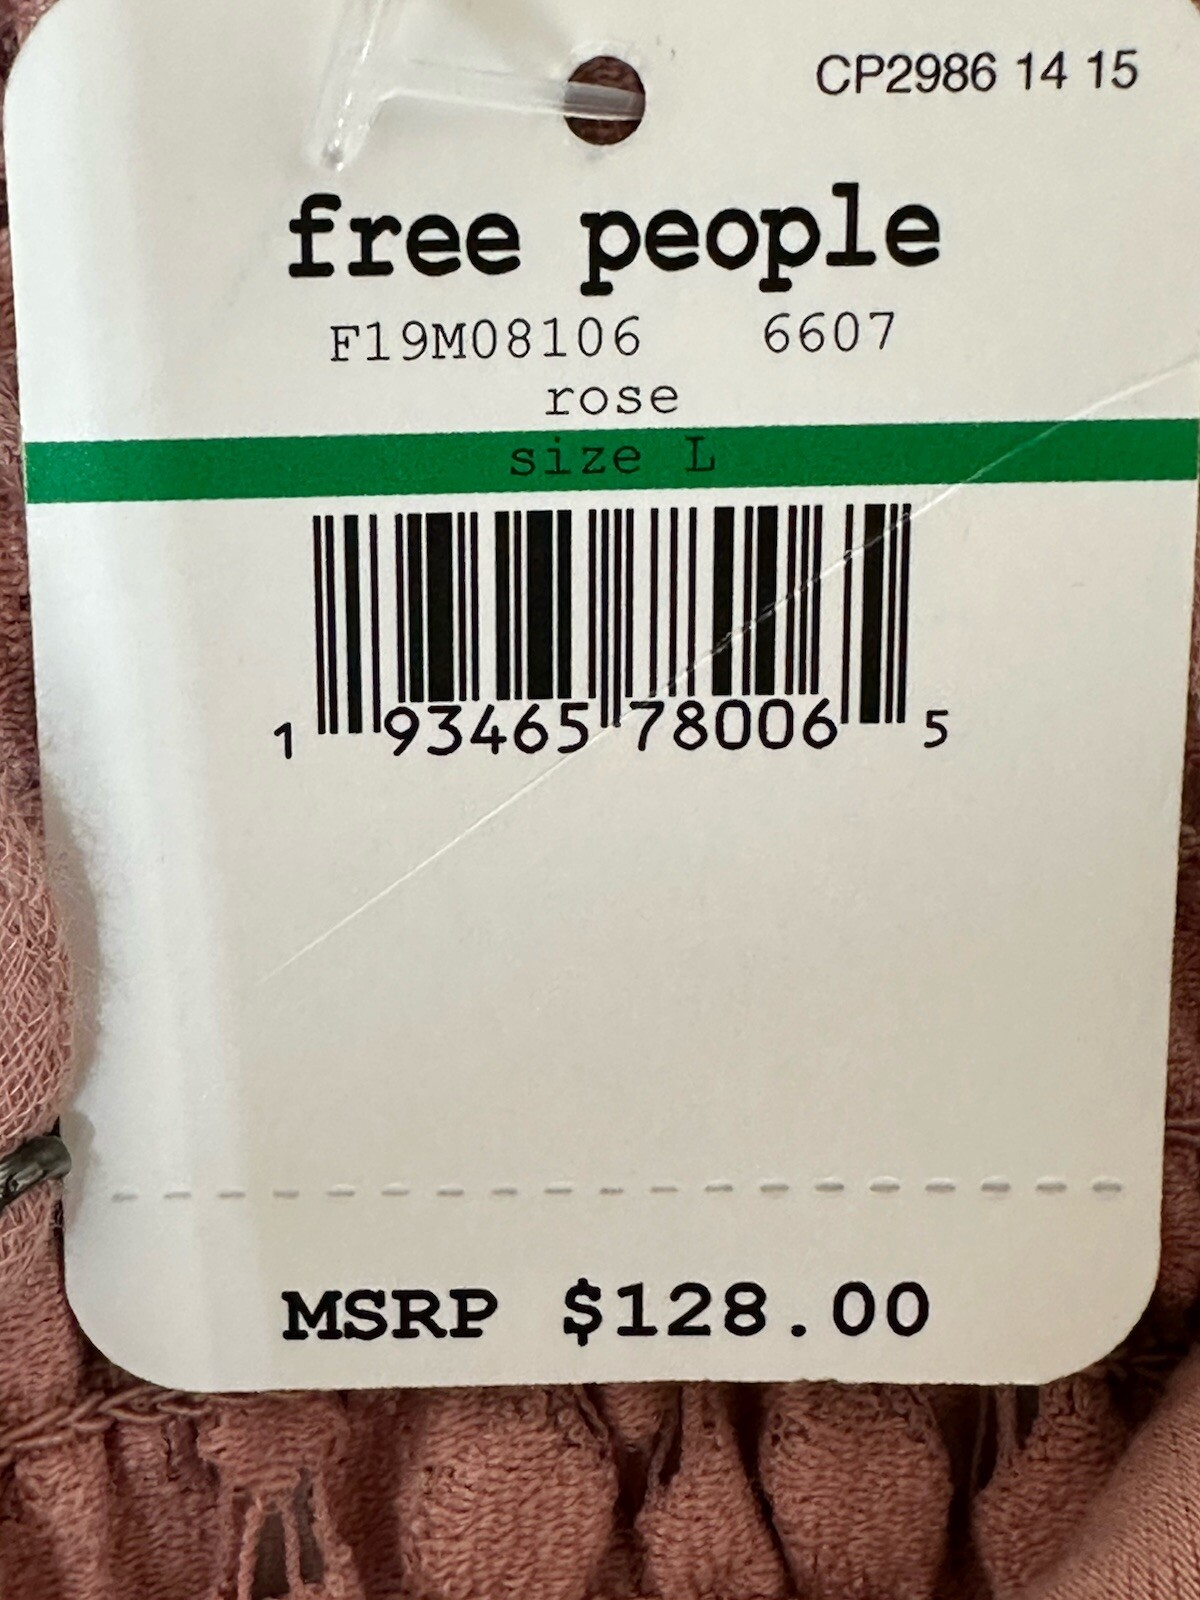 CP2986 14 15
free people
F19M08106 6607
rose
size L
1 93465 78006 5
MSRP $128.00